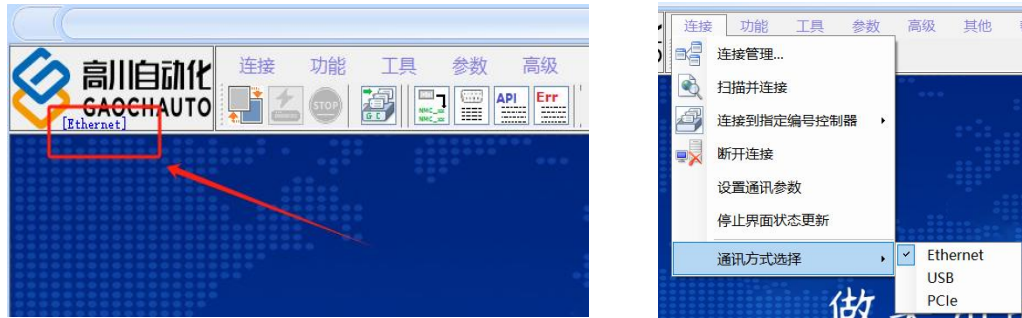 高川自动化
GAOCHAUTO
[Ethernet]
连接 功能 工具 参数 高级
STOP
G C
NMC_xx
NMC_xx
API
Err
连接 功能 工具 参数 高级 其他
连接管理...
扫描并连接
连接到指定编号控制器
断开连接
设置通讯参数
停止界面状态更新
通讯方式选择
Ethernet
USB
PCIe
做